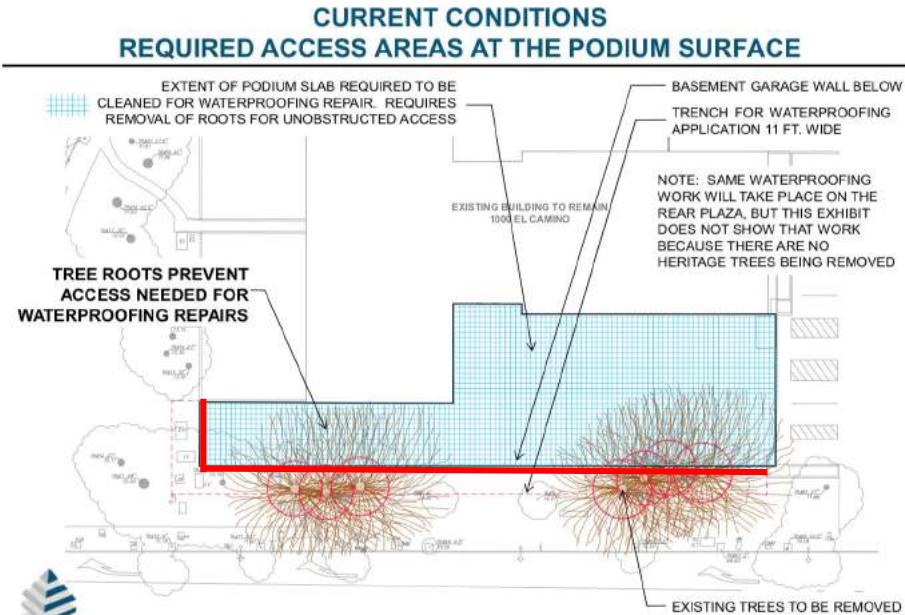 CURRENT CONDITIONS
REQUIRED ACCESS AREAS AT THE PODIUM SURFACE
EXTENT OF PODIUM SLAB REQUIRED TO BE
CLEANED FOR WATERPROOFING REPAIR. REQUIRES
REMOVAL OF ROOTS FOR UNOBSTRUCTED ACCESS
BASEMENT GARAGE WALL BELOW
TRENCH FOR WATERPROOFING
APPLICATION 11 FT. WIDE
NOTE: SAME WATERPROOFING
WORK WILL TAKE PLACE ON THE
REAR PLAZA, BUT THIS EXHIBIT
DOES NOT SHOW THAT WORK
BECAUSE THERE ARE NO
HERITAGE TREES BEING REMOVED
EXISTING BUILDING TO REMAIN
1000 EL CAMINO
TREE ROOTS PREVENT
ACCESS NEEDED FOR
WATERPROOFING REPAIRS
EXISTING TREES TO BE REMOVED